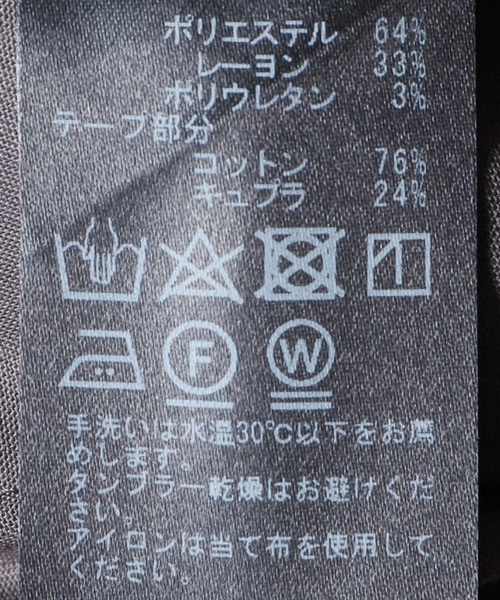 ポリエステル 64%
レーヨン 33%
ポリウレタン 3%
テープ部分
コットン 76%
キュプラ 24%
F W
手洗いは水温30℃以下をお薦
めします。
タンブラー乾燥はお避けくだ
さい。
アイロンは当て布を使用して
ください。